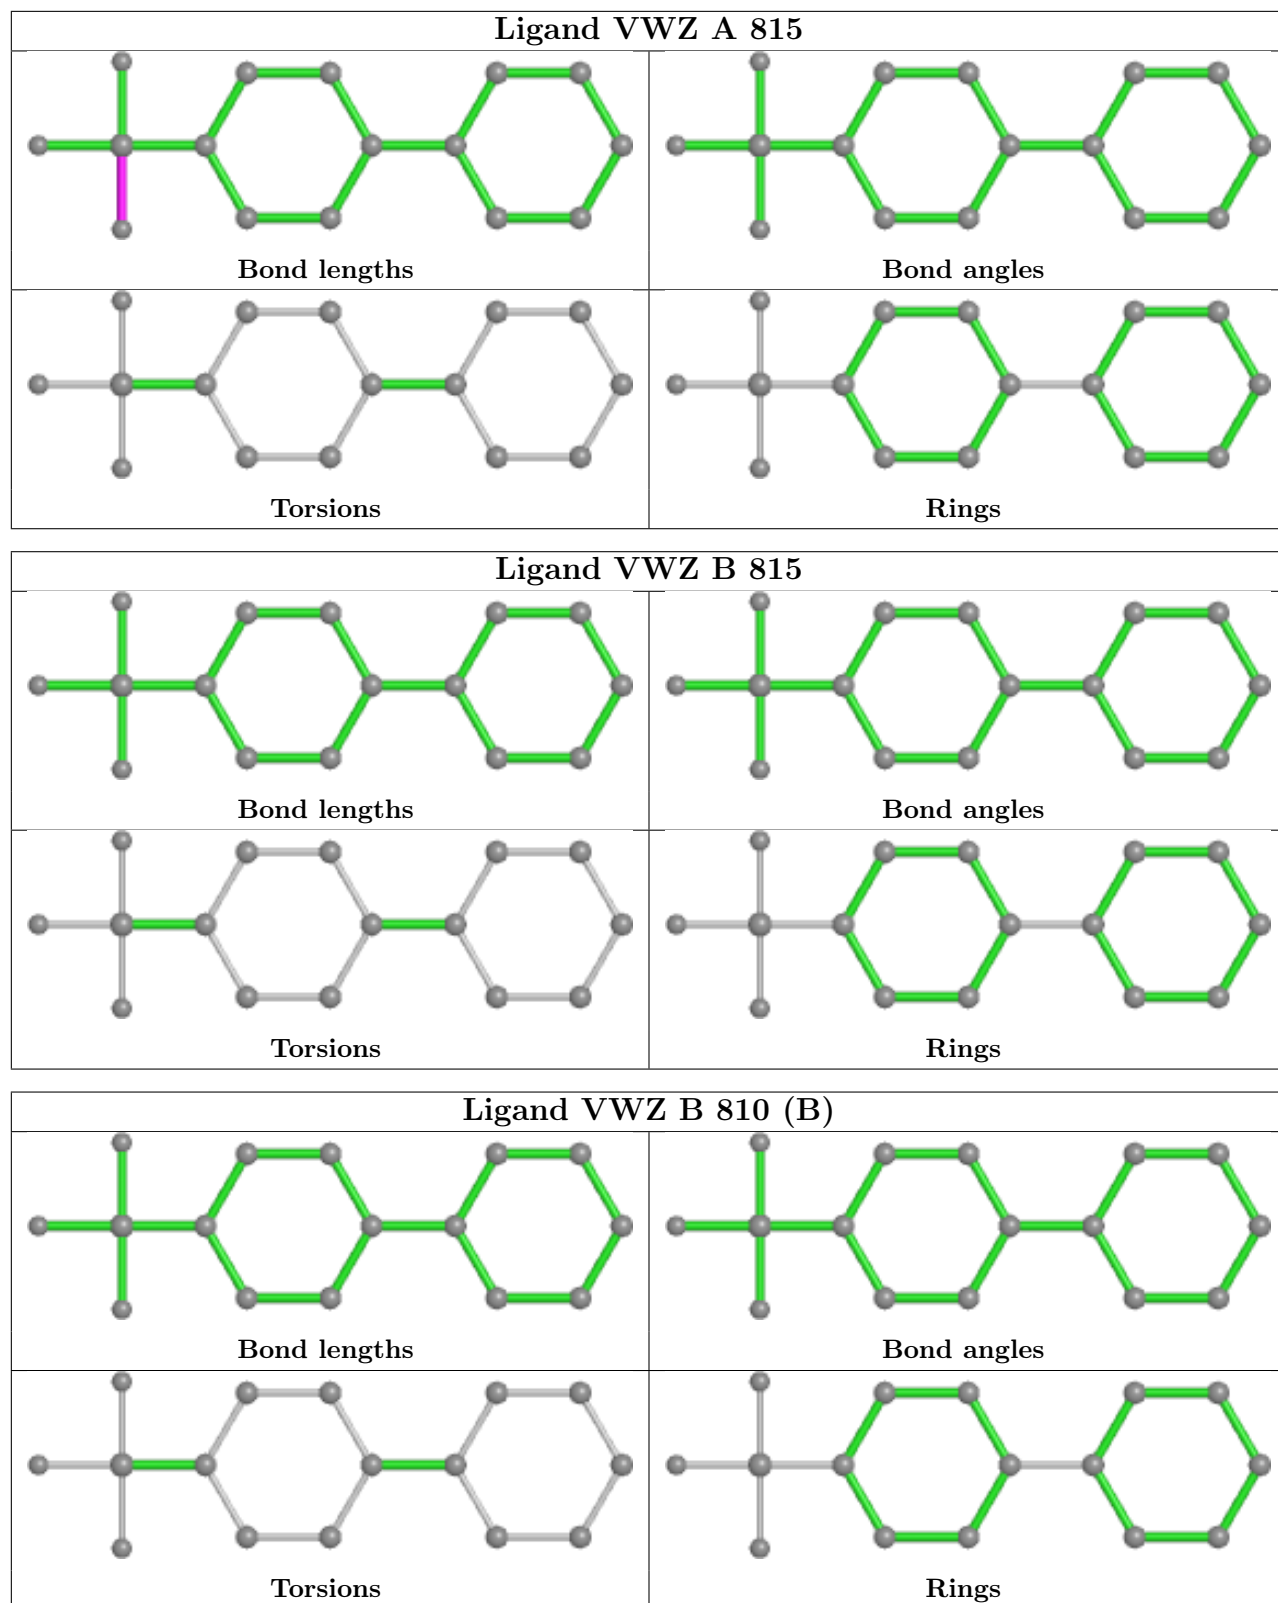 Ligand VWZ A 815
Bond lengths
Bond angles
Torsions
Rings
Ligand VWZ B 815
Bond lengths
Bond angles
Torsions
Rings
Ligand VWZ B 810 (B)
Bond lengths
Bond angles
Torsions
Rings